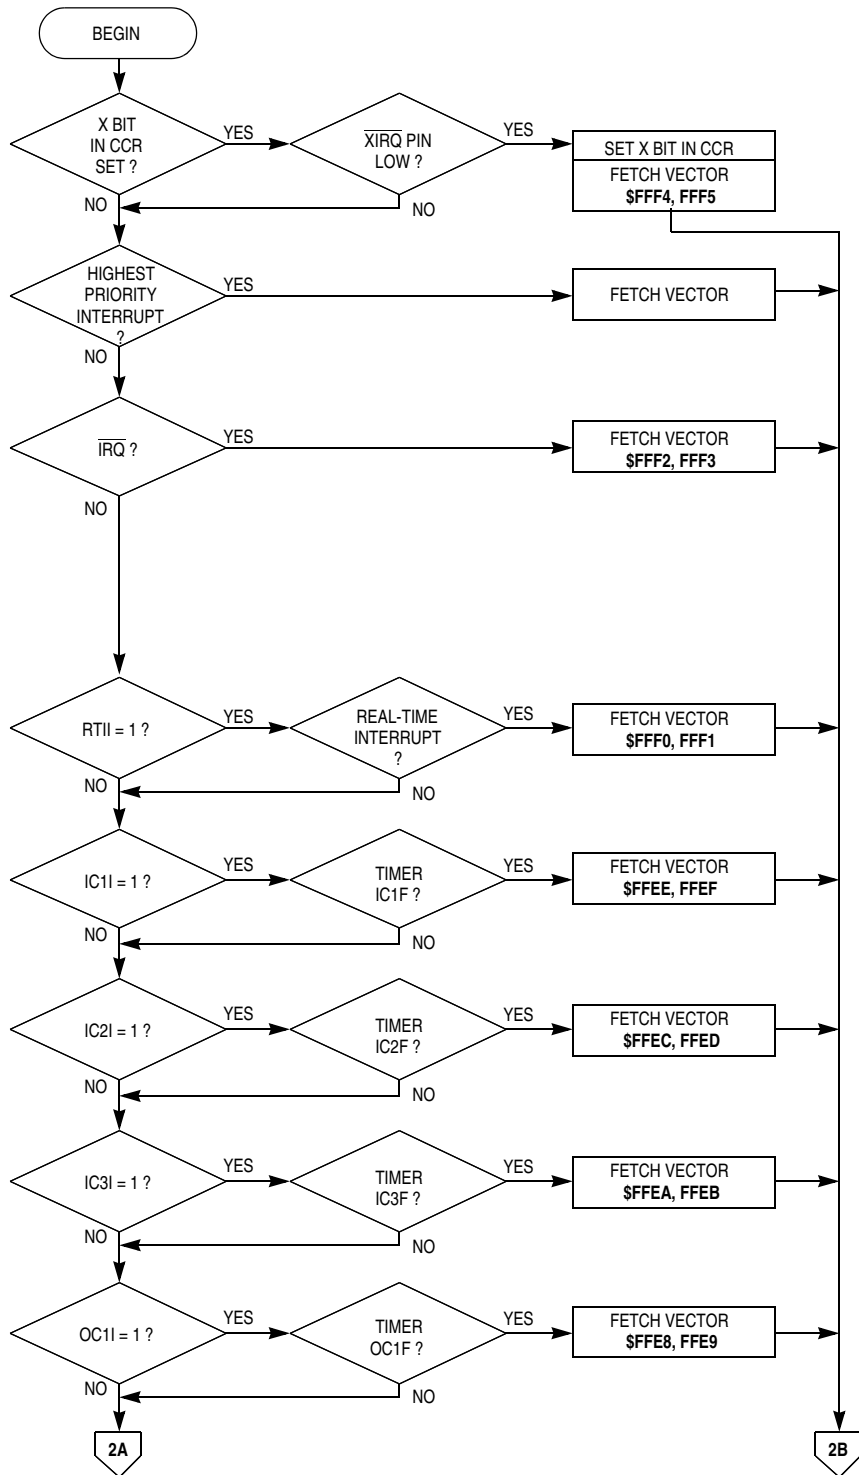 BEGIN
X BIT
IN CCR
SET ?
YES
XIRQ PIN
LOW ?
YES
SET X BIT IN CCR
FETCH VECTOR
$FFF4, FFF5
NO
NO
HIGHEST
PRIORITY
INTERRUPT
?
YES
FETCH VECTOR
NO
IRQ ?
YES
FETCH VECTOR
$FFF2, FFF3
NO
RTII = 1 ?
YES
REAL-TIME
INTERRUPT
?
YES
FETCH VECTOR
$FFF0, FFF1
NO
NO
IC1I = 1 ?
YES
TIMER
IC1F ?
YES
FETCH VECTOR
$FFEE, FFEF
NO
NO
IC2I = 1 ?
YES
TIMER
IC2F ?
YES
FETCH VECTOR
$FFEC, FFED
NO
NO
IC3I = 1 ?
YES
TIMER
IC3F ?
YES
FETCH VECTOR
$FFEA, FFEB
NO
NO
OC1I = 1 ?
YES
TIMER
OC1F ?
YES
FETCH VECTOR
$FFE8, FFE9
NO
NO
2A
2B